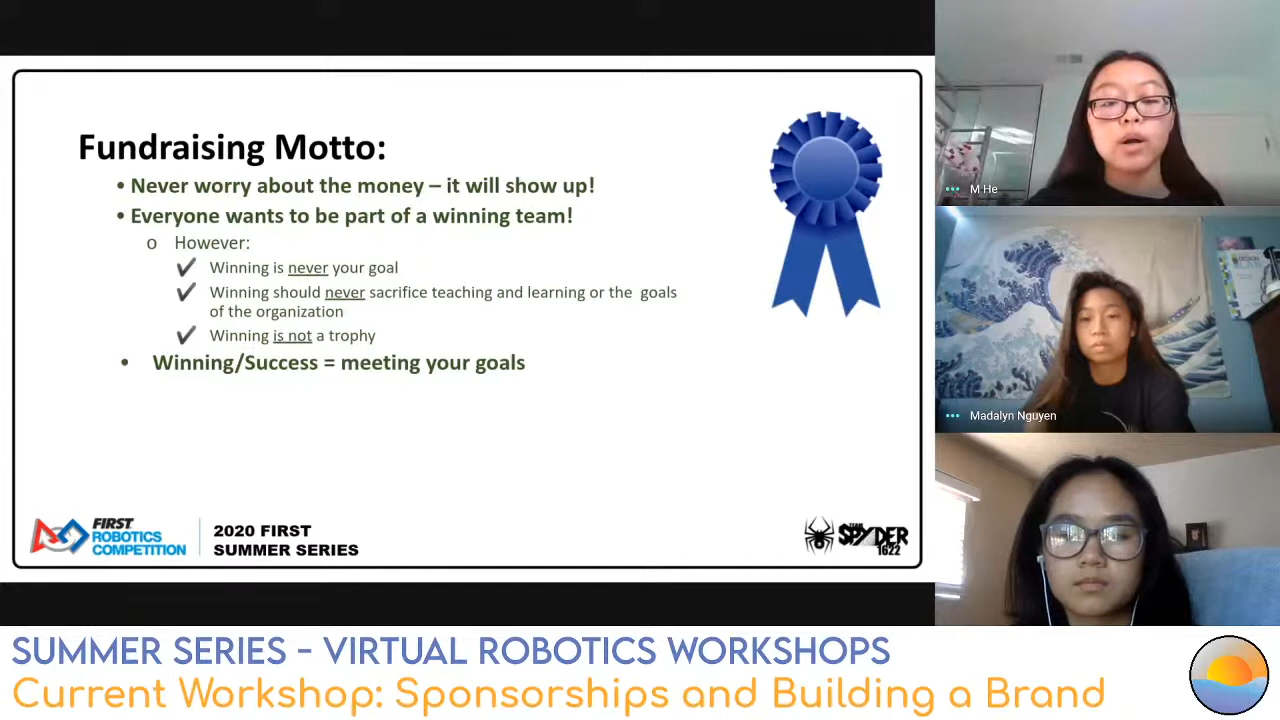 Fundraising Motto:
• Never worry about the money – it will show up!
• Everyone wants to be part of a winning team!
o However:
✔ Winning is never your goal
✔ Winning should never sacrifice teaching and learning or the goals
of the organization
✔ Winning is not a trophy
• Winning/Success = meeting your goals
FIRST
ROBOTICS
COMPETITION
2020 FIRST
SUMMER SERIES
TEAM
SPYDER
1622
M He
Madalyn Nguyen
SUMMER SERIES - VIRTUAL ROBOTICS WORKSHOPS
Current Workshop: Sponsorships and Building a Brand